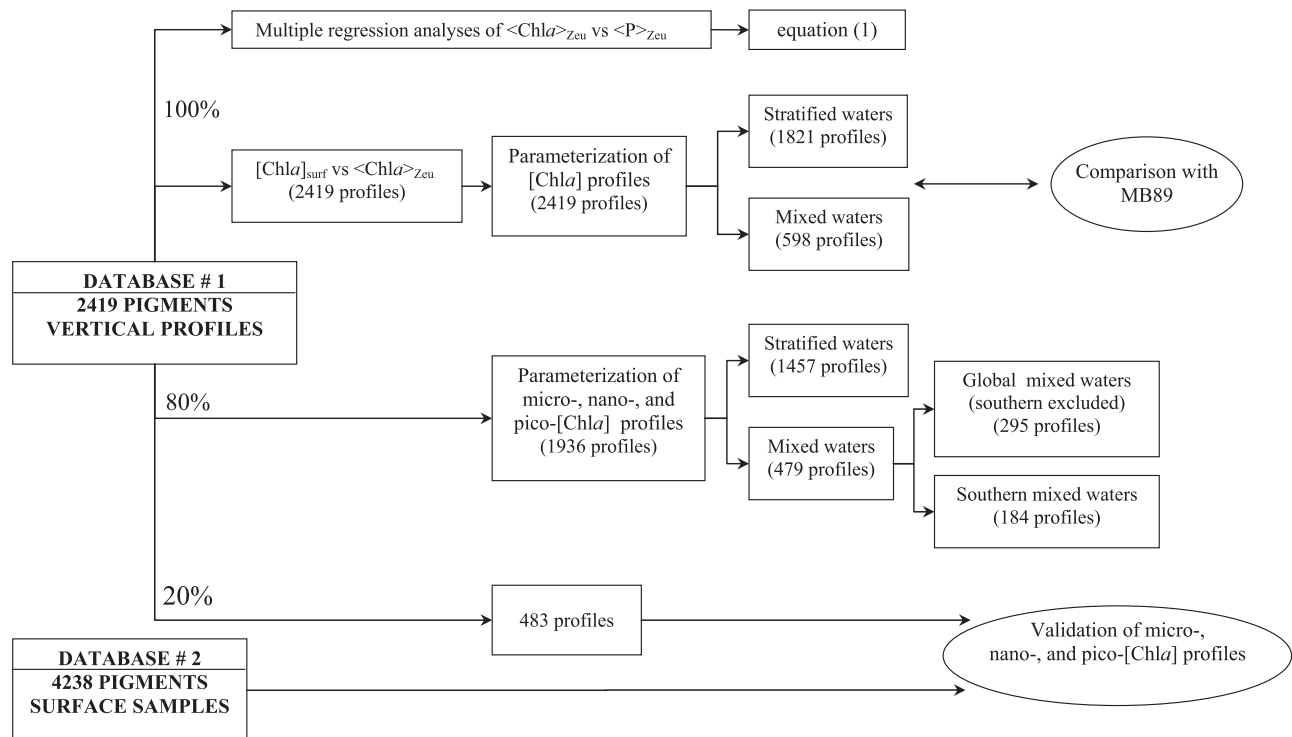 Multiple regression analyses of <Chla>Zeu vs <P>Zeu
equation (1)
100%
[Chla]surf vs <Chla>Zeu
(2419 profiles)
Parameterization of
[Chla] profiles
(2419 profiles)
Stratified waters
(1821 profiles)
Mixed waters
(598 profiles)
Comparison with
MB89
DATABASE # 1
2419 PIGMENTS
VERTICAL PROFILES
80%
Parameterization of
micro-, nano-, and
pico-[Chla] profiles
(1936 profiles)
Stratified waters
(1457 profiles)
Mixed waters
(479 profiles)
Global mixed waters
(southern excluded)
(295 profiles)
Southern mixed waters
(184 profiles)
20%
483 profiles
Validation of micro-,
nano-, and pico-[Chla] profiles
DATABASE # 2
4238 PIGMENTS
SURFACE SAMPLES